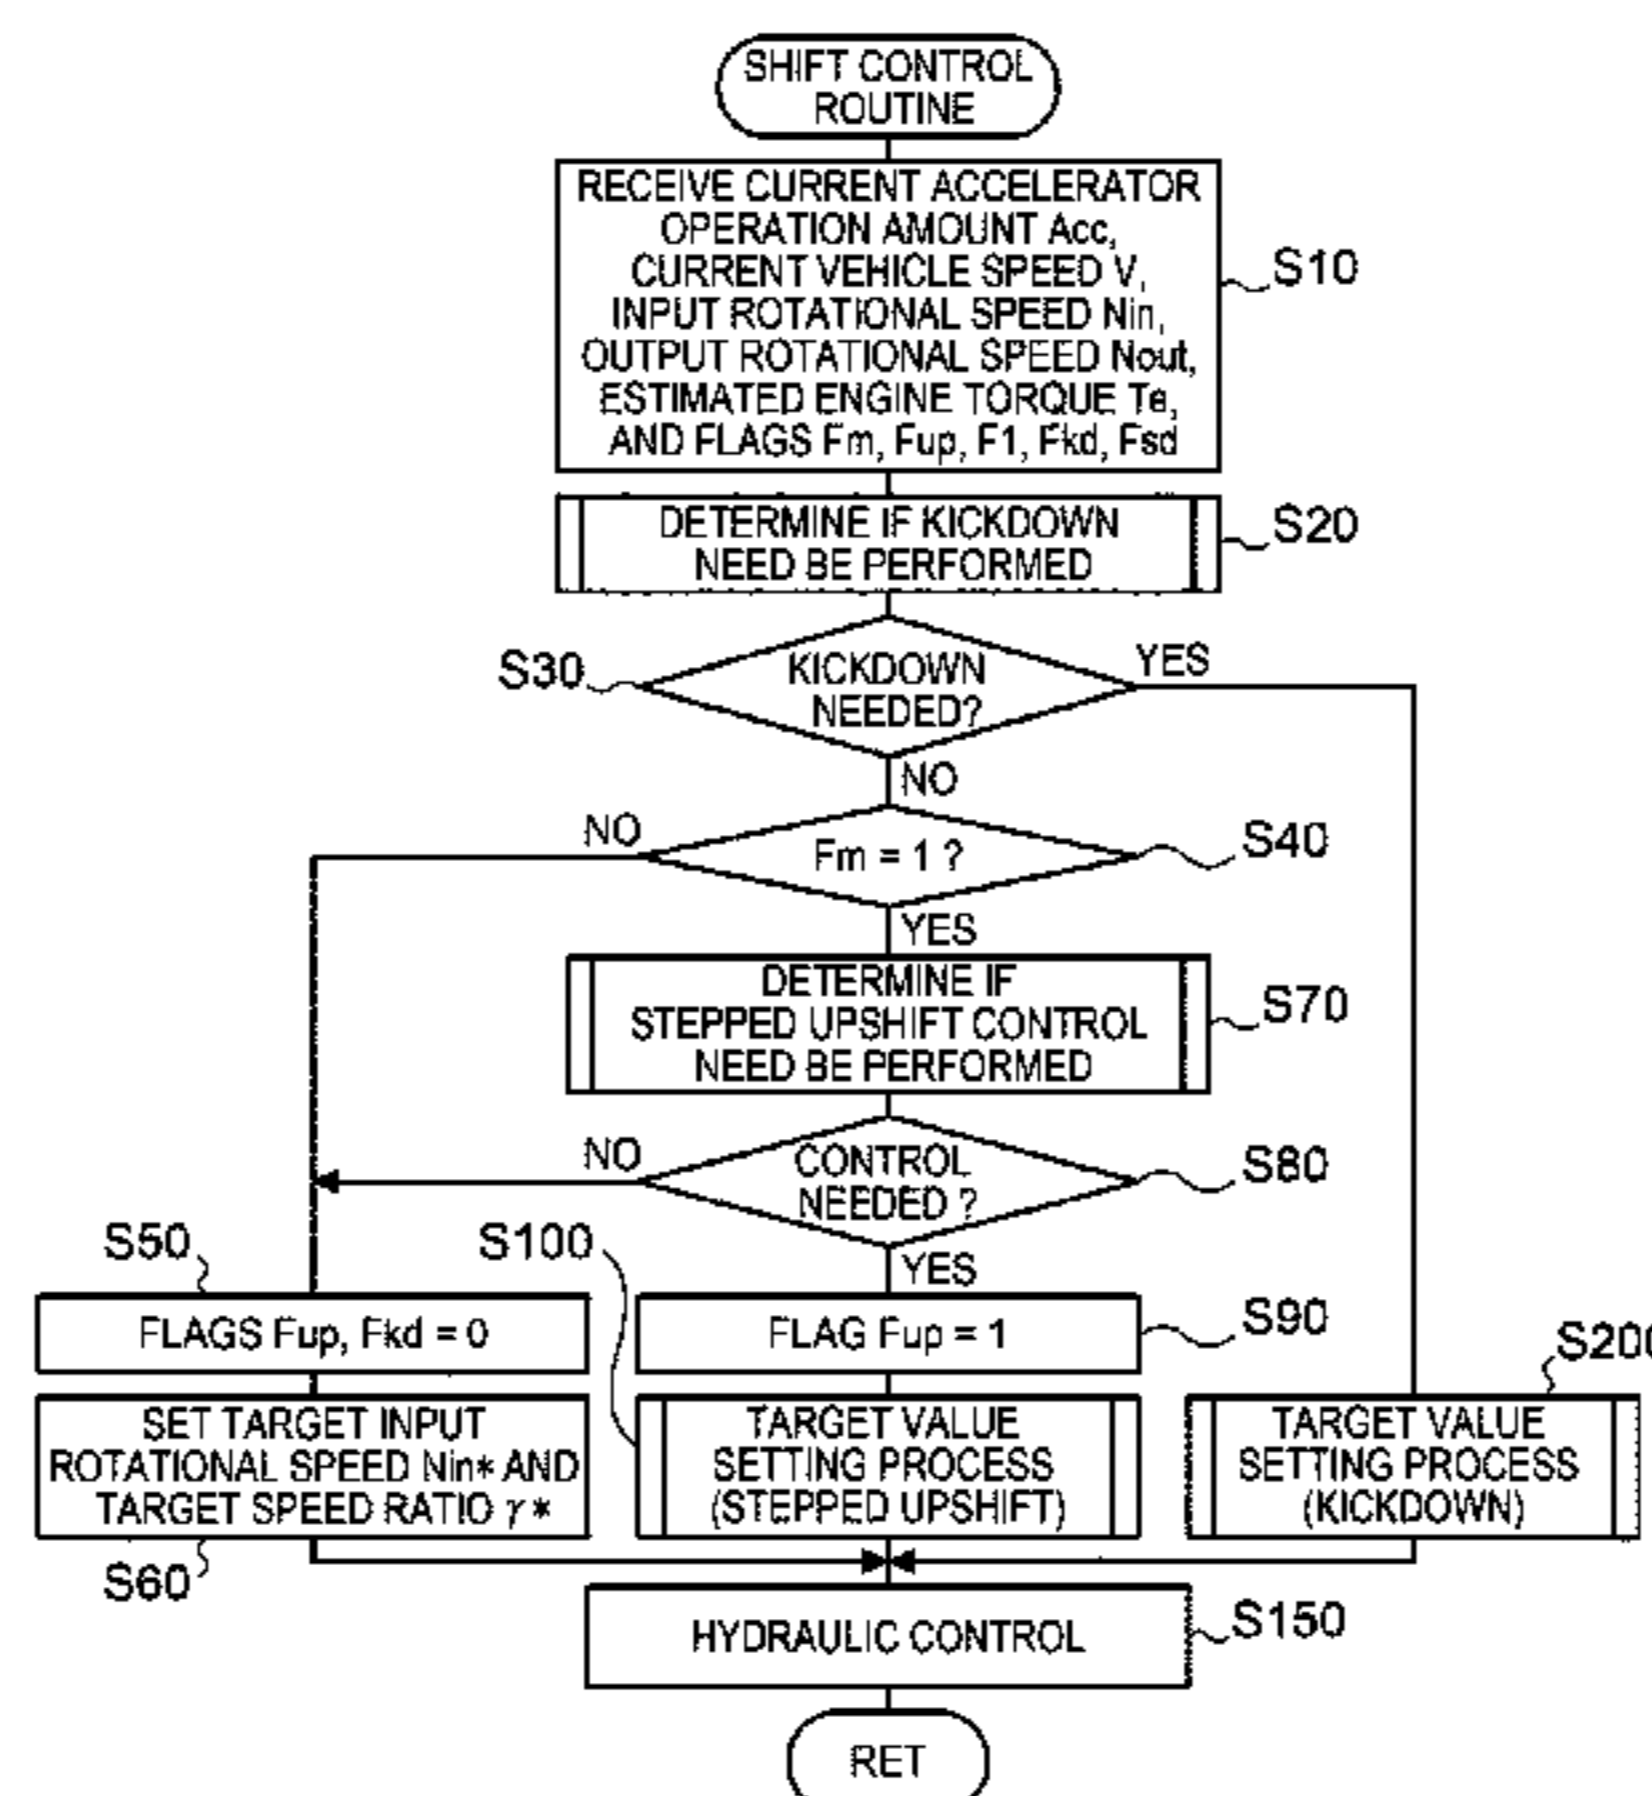 SHIFT CONTROL
ROUTINE
RECEIVE CURRENT ACCELERATOR
OPERATION AMOUNT Acc,
CURRENT VEHICLE SPEED V,
INPUT ROTATIONAL SPEED Nin,
OUTPUT ROTATIONAL SPEED Nout,
ESTIMATED ENGINE TORQUE Te,
AND FLAGS Fm, Fup, F1, Fkd, Fsd
S10
DETERMINE IF KICKDOWN
NEED BE PERFORMED
S20
S30
KICKDOWN
NEEDED?
YES
NO
NO
Fm = 1 ?
S40
YES
DETERMINE IF
STEPPED UPSHIFT CONTROL
NEED BE PERFORMED
S70
NO
CONTROL
NEEDED ?
S80
YES
S50
S100
FLAGS Fup, Fkd = 0
FLAG Fup = 1
S90
S200
SET TARGET INPUT
ROTATIONAL SPEED Nin* AND
TARGET SPEED RATIO γ*
TARGET VALUE
SETTING PROCESS
(STEPPED UPSHIFT)
TARGET VALUE
SETTING PROCESS
(KICKDOWN)
S60
HYDRAULIC CONTROL
S150
RET